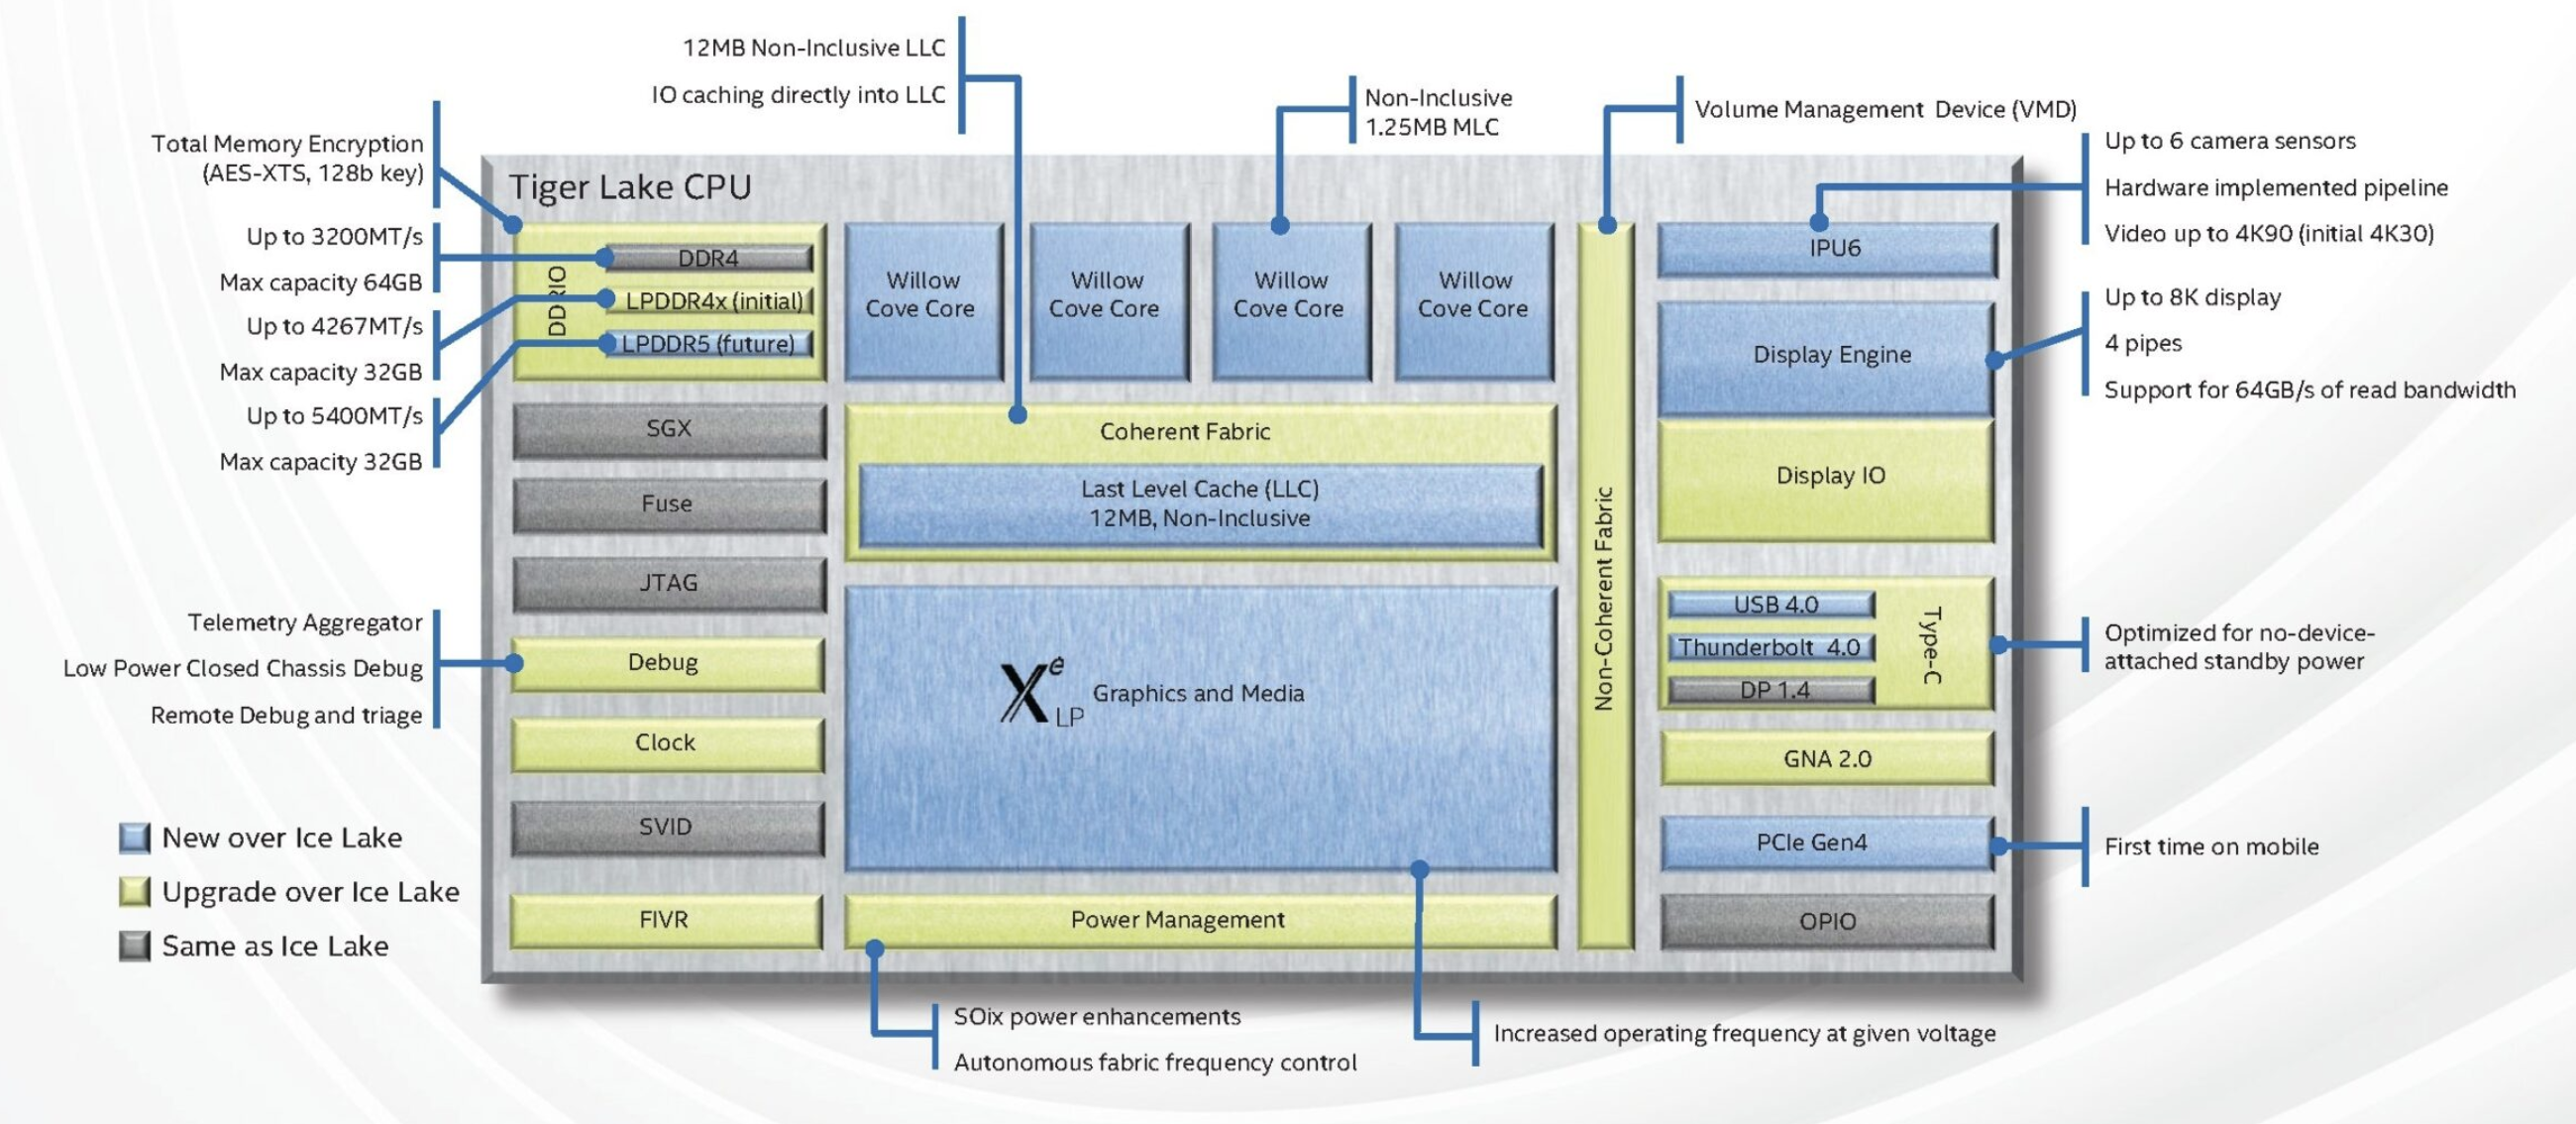 12MB Non-Inclusive LLC
IO caching directly into LLC
Non-Inclusive
1.25MB MLC
Volume Management Device (VMD)
Total Memory Encryption
(AES-XTS, 128b key)
Up to 3200MT/s
Max capacity 64GB
Up to 4267MT/s
Max capacity 32GB
Up to 5400MT/s
Max capacity 32GB
Telemetry Aggregator
Low Power Closed Chassis Debug
Remote Debug and triage
New over Ice Lake
Upgrade over Ice Lake
Same as Ice Lake
Tiger Lake CPU
DDRIO
DDR4
LPDDR4x (initial)
LPDDR5 (future)
SGX
Fuse
JTAG
Debug
Clock
SVID
FIVR
Willow
Cove Core
Willow
Cove Core
Willow
Cove Core
Willow
Cove Core
Coherent Fabric
Last Level Cache (LLC)
12MB, Non-Inclusive
Xe LP Graphics and Media
Power Management
Non-Coherent Fabric
IPU6
Display Engine
Display IO
USB 4.0
Thunderbolt 4.0
DP 1.4
Type-C
GNA 2.0
PCIe Gen4
OPIO
Up to 6 camera sensors
Hardware implemented pipeline
Video up to 4K90 (initial 4K30)
Up to 8K display
4 pipes
Support for 64GB/s of read bandwidth
Optimized for no-device-
attached standby power
First time on mobile
SOix power enhancements
Autonomous fabric frequency control
Increased operating frequency at given voltage